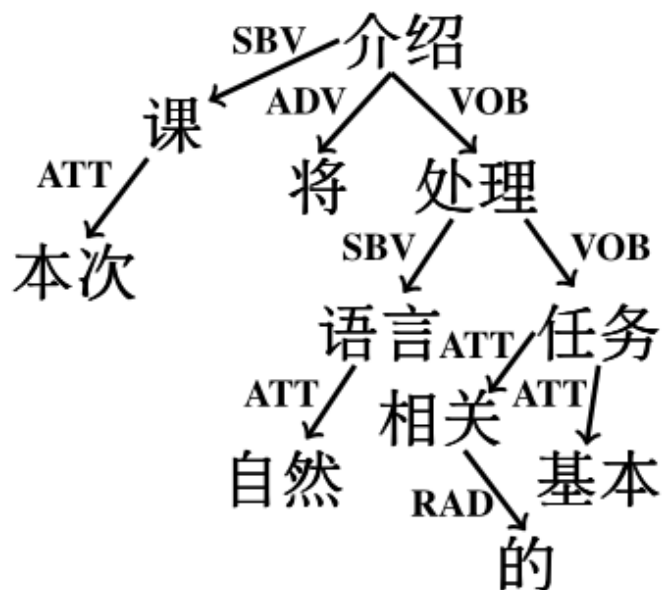 SBV 介绍
课 ADV VOB
ATT 将 处理
本次 SBV VOB
语言 ATT 任务
ATT 相关 ATT
自然 RAD 基本
的